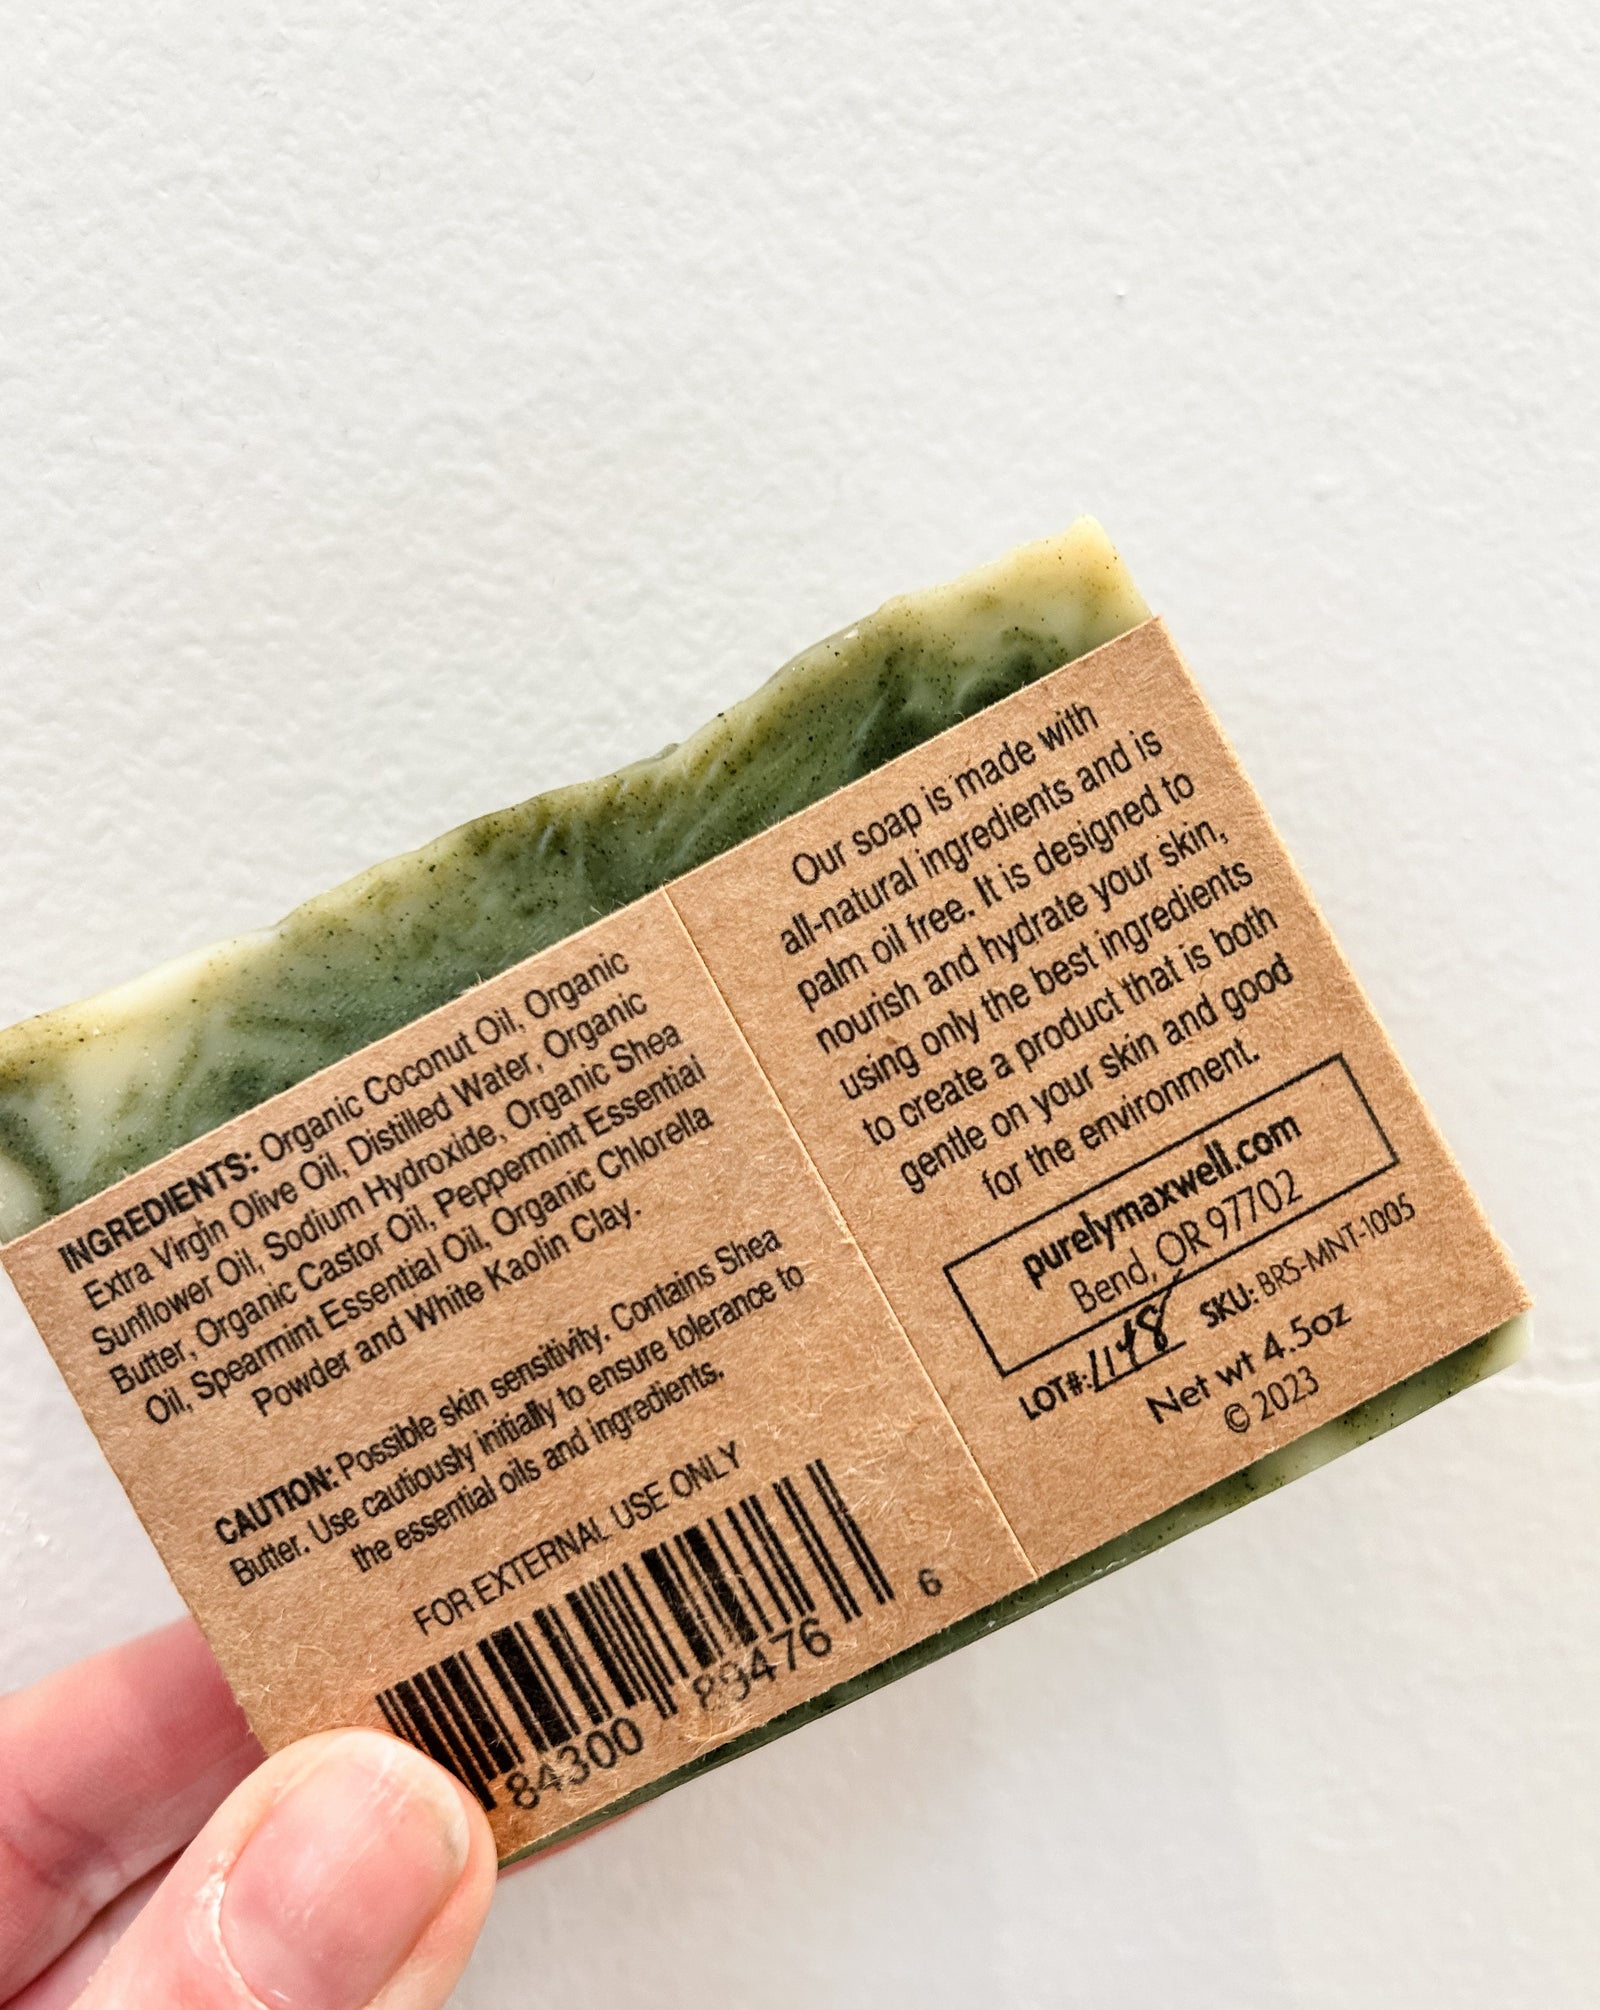 INGREDIENTS: Organic Coconut Oil, Organic
Extra Virgin Olive Oil, Distilled Water, Organic
Sunflower Oil, Sodium Hydroxide, Organic Shea
Butter, Organic Castor Oil, Peppermint Essential
Oil, Spearmint Essential Oil, Organic Chlorella
Powder and White Kaolin Clay.
CAUTION: Possible skin sensitivity. Contains Shea
Butter. Use cautiously initially to ensure tolerance to
the essential oils and ingredients.
FOR EXTERNAL USE ONLY
84300 89476 6
Our soap is made with
all-natural ingredients and is
palm oil free. It is designed to
nourish and hydrate your skin,
using only the best ingredients
to create a product that is both
gentle on your skin and good
for the environment.
purelymaxwell.com
Bend, OR 97702
LOT#: 1148 SKU: BRS-MNT-1005
Net wt 4.5oz
© 2023